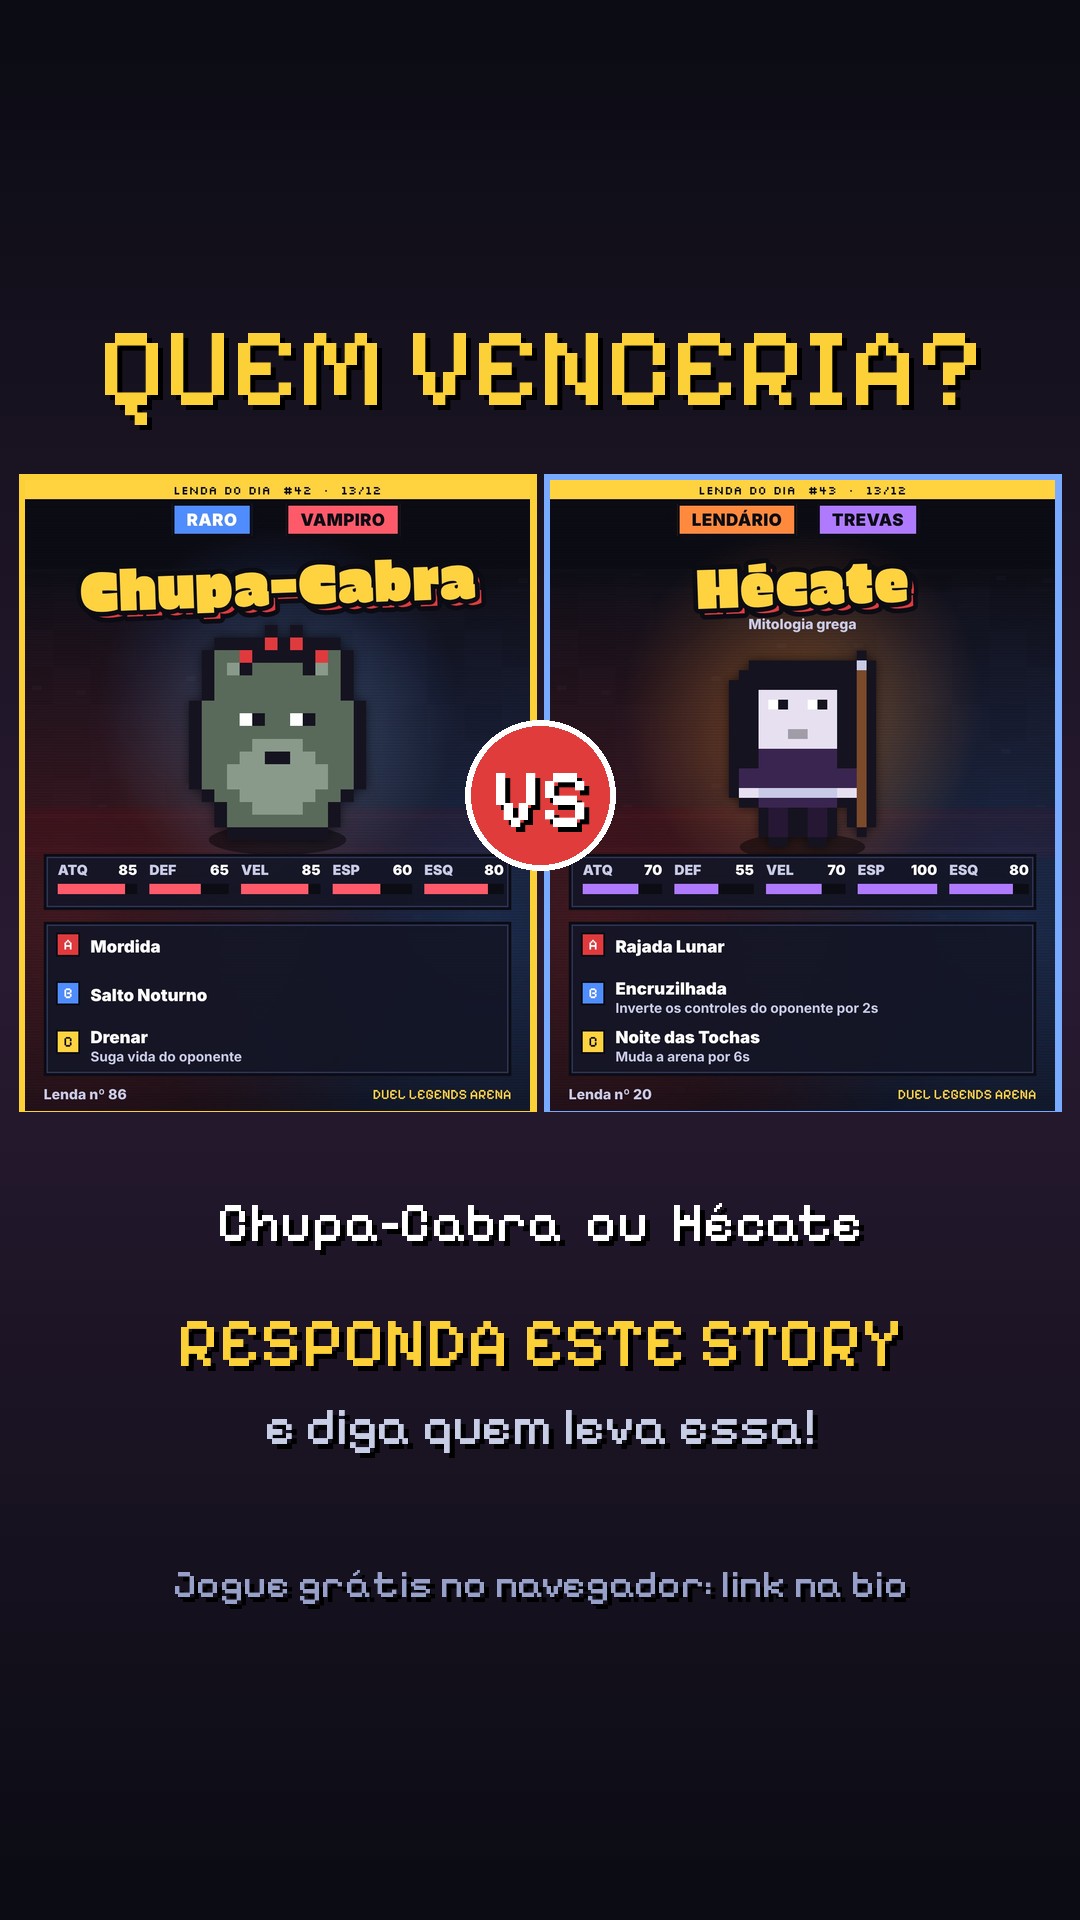 QUEM VENCERIA?
LENDA DO DIA #42 · 13/12
RARO VAMPIRO
Chupa-Cabra
ATQ 85 DEF 65 VEL 85 ESP 60 ESQ 80
A Mordida
B Salto Noturno
C Drenar
Suga vida do oponente
Lenda nº 86 DUEL LEGENDS ARENA
VS
LENDA DO DIA #43 · 13/12
LENDÁRIO TREVAS
Hécate
Mitologia grega
ATQ 70 DEF 55 VEL 70 ESP 100 ESQ 80
A Rajada Lunar
B Encruzilhada
Inverte os controles do oponente por 2s
C Noite das Tochas
Muda a arena por 6s
Lenda nº 20 DUEL LEGENDS ARENA
Chupa-Cabra ou Hécate
RESPONDA ESTE STORY
e diga quem leva essa!
Jogue grátis no navegador: link na bio